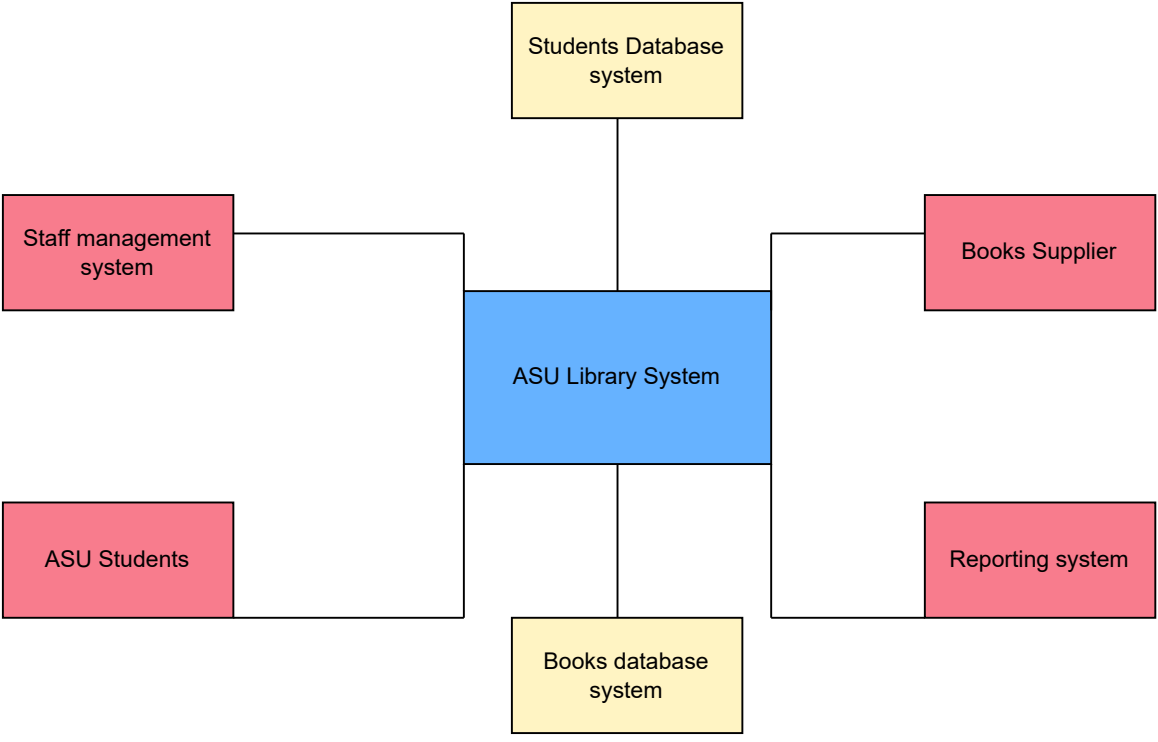 Students Database
system
Staff management
system
Books Supplier
ASU Library System
ASU Students
Reporting system
Books database
system